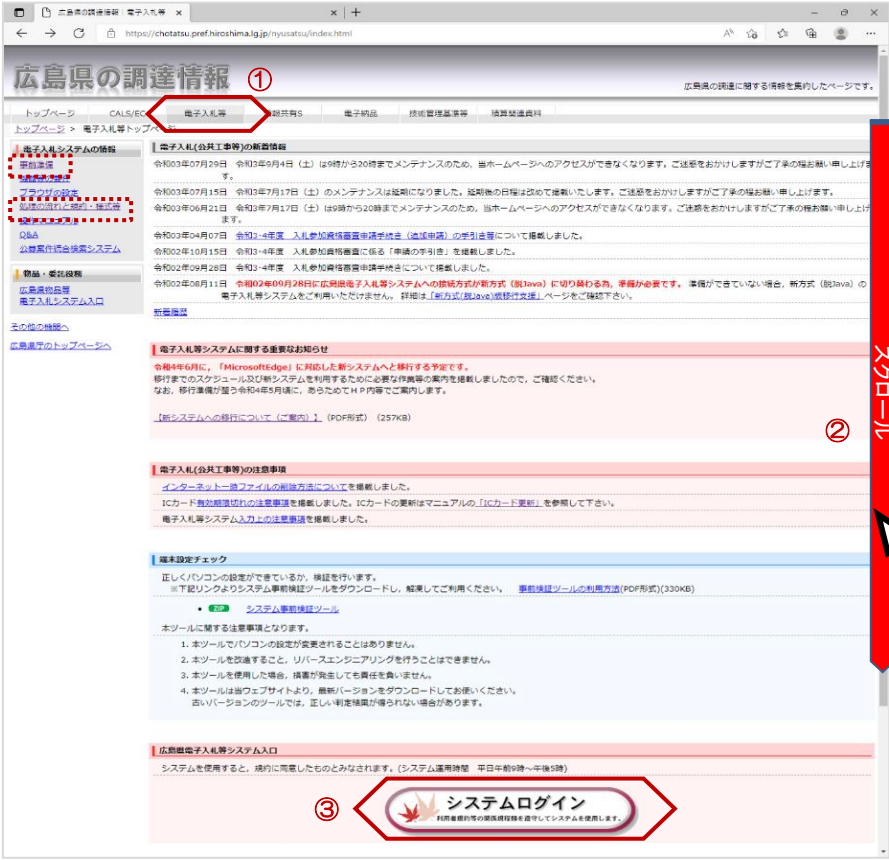 広島県の調達情報 | 電子入札等
https://chotatsu.pref.hiroshima.lg.jp/nyusatsu/index.html
広島県の調達情報
①
広島県の調達に関する情報を集約したページです。
トップページ CALS/EC 電子入札等 情報共有S 電子納品 技術管理基準等 積算関連資料
トップページ > 電子入札等トップページ
電子入札システムの情報
事前準備
ブラウザの設定
処理の流れと規約・様式等
操作マニュアル
Q&A
公募案件統合検索システム
物品・委託役務
広島県物品等
電子入札システム入口
その他の機関へ
広島県庁のトップページへ
電子入札(公共工事等)の新着情報
令和03年07月29日 令和3年9月4日（土）は9時から20時までメンテナンスのため、当ホームページへのアクセスができなくなります。ご迷惑をおかけしますがご了承の程お願い申し上げま
す。
令和03年07月15日 令和3年7月17日（土）のメンテナンスは延期になりました。延期後の日程は改めて掲載いたします。ご迷惑をおかけしますがご了承の程お願い申し上げます。
令和03年06月21日 令和3年7月17日（土）は9時から20時までメンテナンスのため、当ホームページへのアクセスができなくなります。ご迷惑をおかけしますがご了承の程お願い申し上げ
ます。
令和03年04月07日 令和3-4年度 入札参加資格審査申請手続き（追加申請）の手引き等について掲載しました。
令和02年10月15日 令和3-4年度 入札参加資格審査に係る「申請の手引き」を掲載しました。
令和02年09月28日 令和3-4年度 入札参加資格審査申請手続きについて掲載しました。
令和02年08月11日 令和02年09月28日に広島県電子入札等システムへの接続方式が新方式（脱Java）に切り替わる為，準備が必要です。 準備ができていない場合，新方式（脱Java）の
電子入札等システムをご利用いただけません。 詳細は「新方式(脱Java)版移行支援」ページをご確認下さい。
新着履歴
電子入札等システムに関する重要なお知らせ
令和4年6月に，「MicrosoftEdge」に対応した新システムへと移行する予定です。
移行までのスケジュール及び新システムを利用するために必要な作業等の案内を掲載しましたので，ご確認ください。
なお，移行準備が整う令和4年5月頃に，あらためてＨＰ内等でご案内します。
【新システムへの移行について（ご案内）】（PDF形式）（257KB）
②
スクロール
電子入札(公共工事等)の注意事項
インターネット一時ファイルの削除方法についてを掲載しました。
ICカード有効期限切れの注意事項を掲載しました。ICカードの更新はマニュアルの「ICカード更新」を参照して下さい。
電子入札等システム入力上の注意事項を掲載しました。
端末設定チェック
正しくパソコンの設定ができているか，検証を行います。
※下記リンクよりシステム事前検証ツールをダウンロードし，解凍してご利用ください。 事前検証ツールの利用方法(PDF形式)(330KB)
• ZIP システム事前検証ツール
本ツールに関する注意事項となります。
1. 本ツールでパソコンの設定が変更されることはありません。
2. 本ツールを改造すること，リバースエンジニアリングを行うことはできません。
3. 本ツールを使用した場合，損害が発生しても責任を負いません。
4. 本ツールは当ウェブサイトより，最新バージョンをダウンロードしてお使いください。
古いバージョンのツールでは，正しい判定結果が得られない場合があります。
広島県電子入札等システム入口
システムを使用すると，規約に同意したものとみなされます。(システム運用時間 平日午前9時～午後5時)
③
システムログイン
利用者規約等の関係規程類を遵守してシステムを使用します。